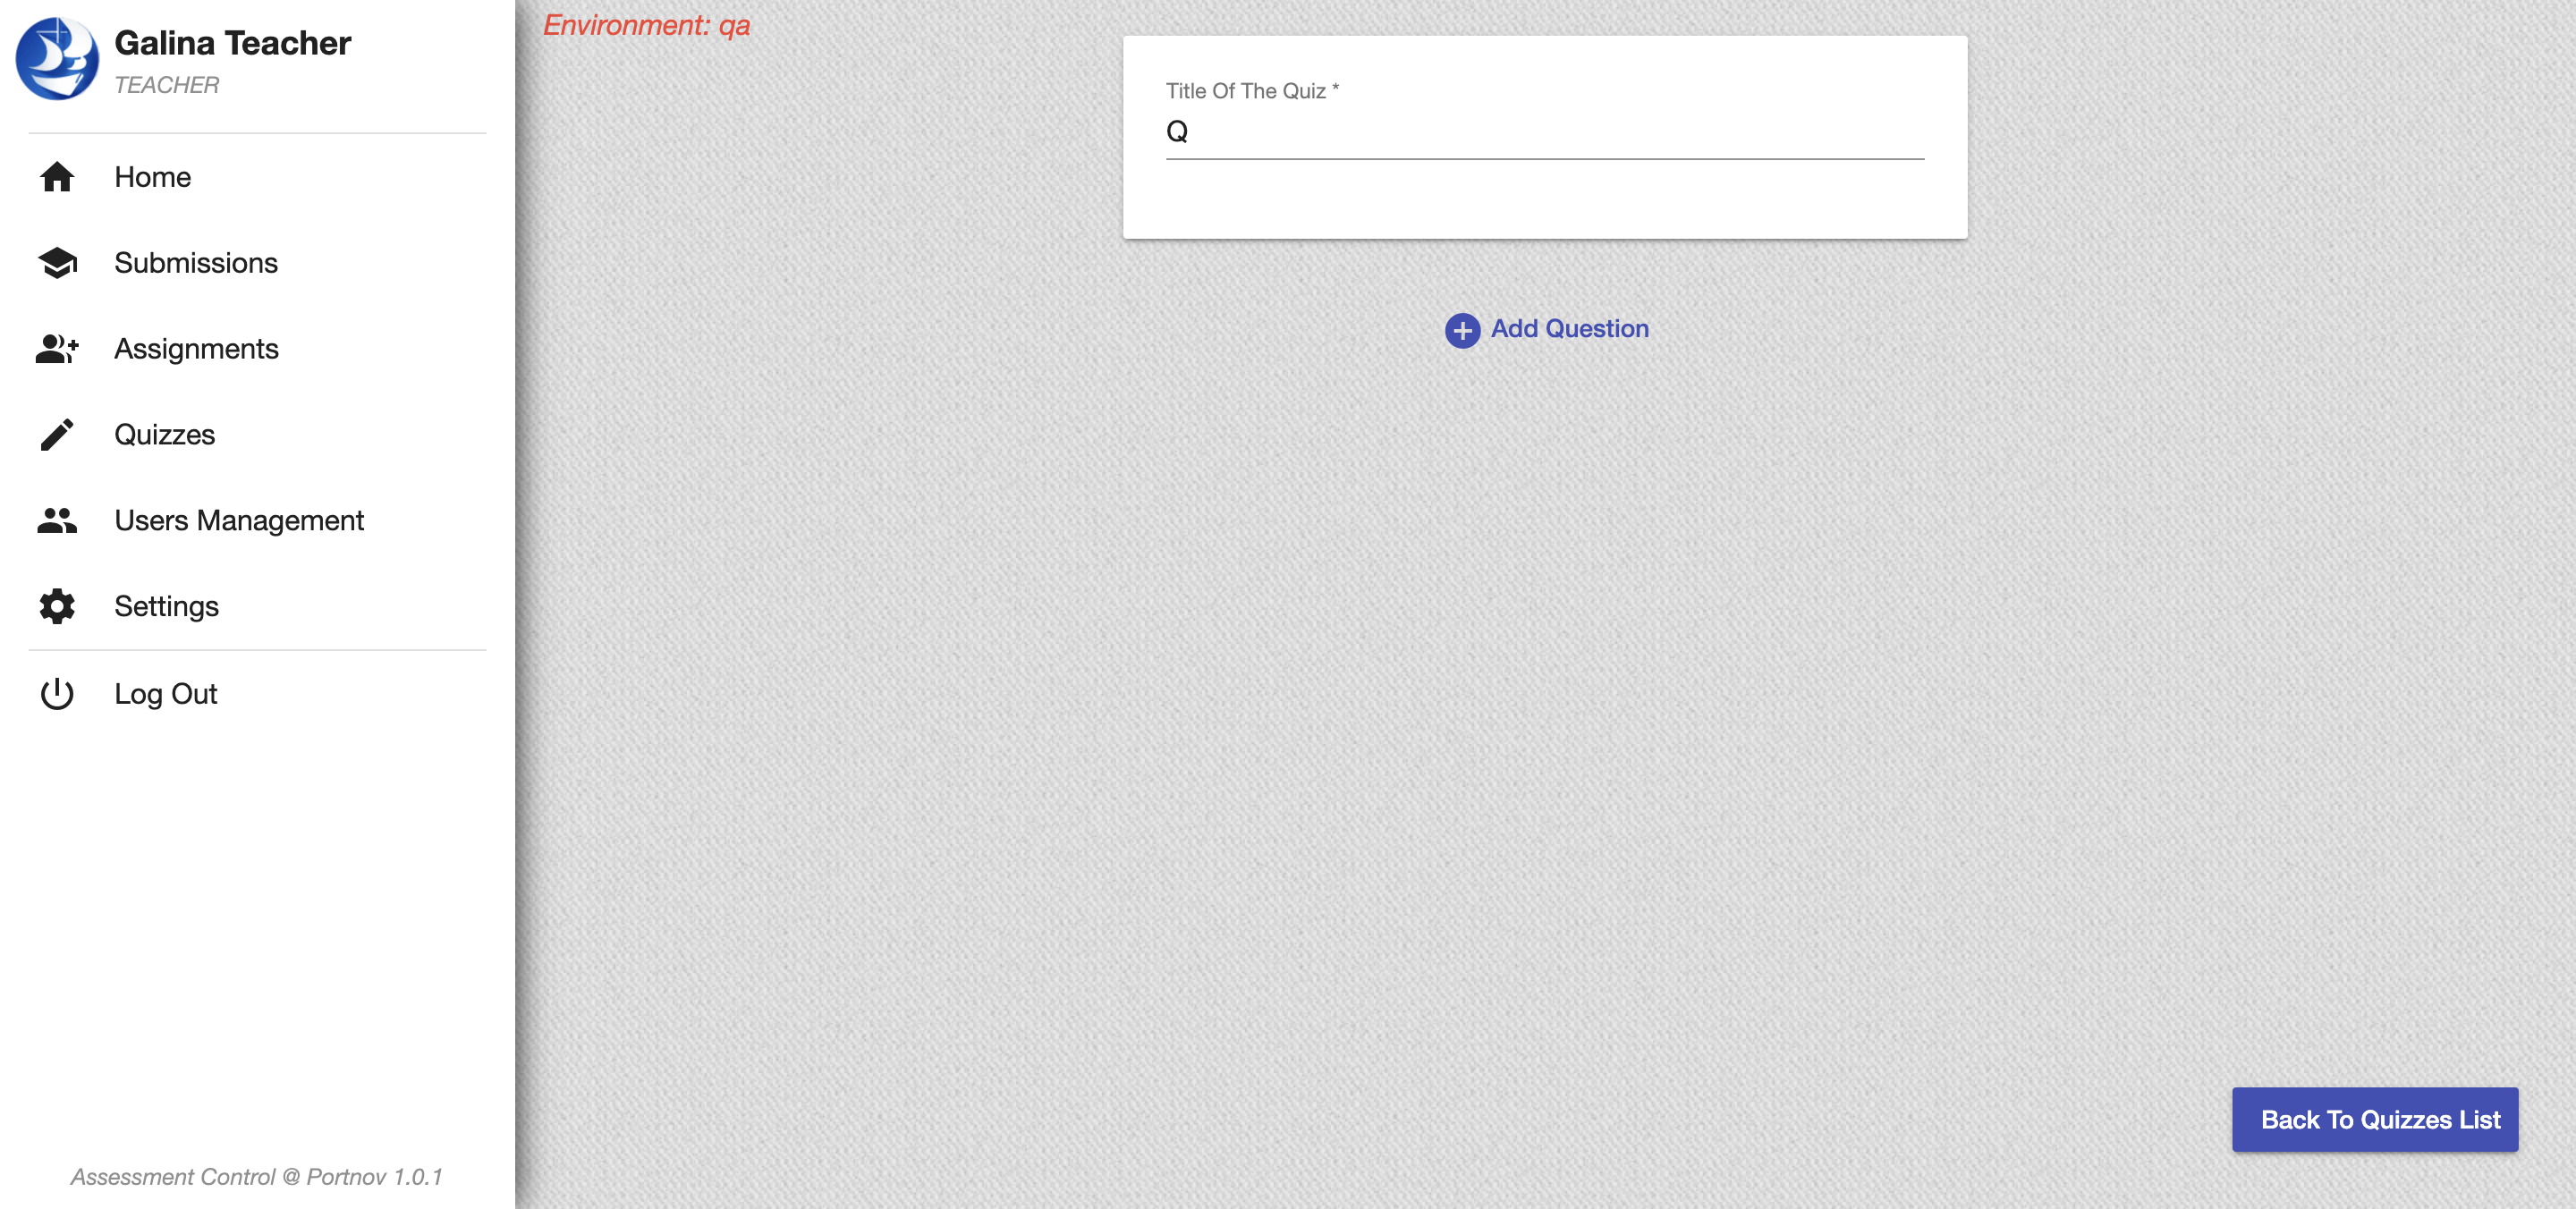 Galina Teacher
TEACHER
Home
Submissions
Assignments
Quizzes
Users Management
Settings
Log Out
Assessment Control @ Portnov 1.0.1
Environment: qa
Title Of The Quiz *
Q
Add Question
Back To Quizzes List